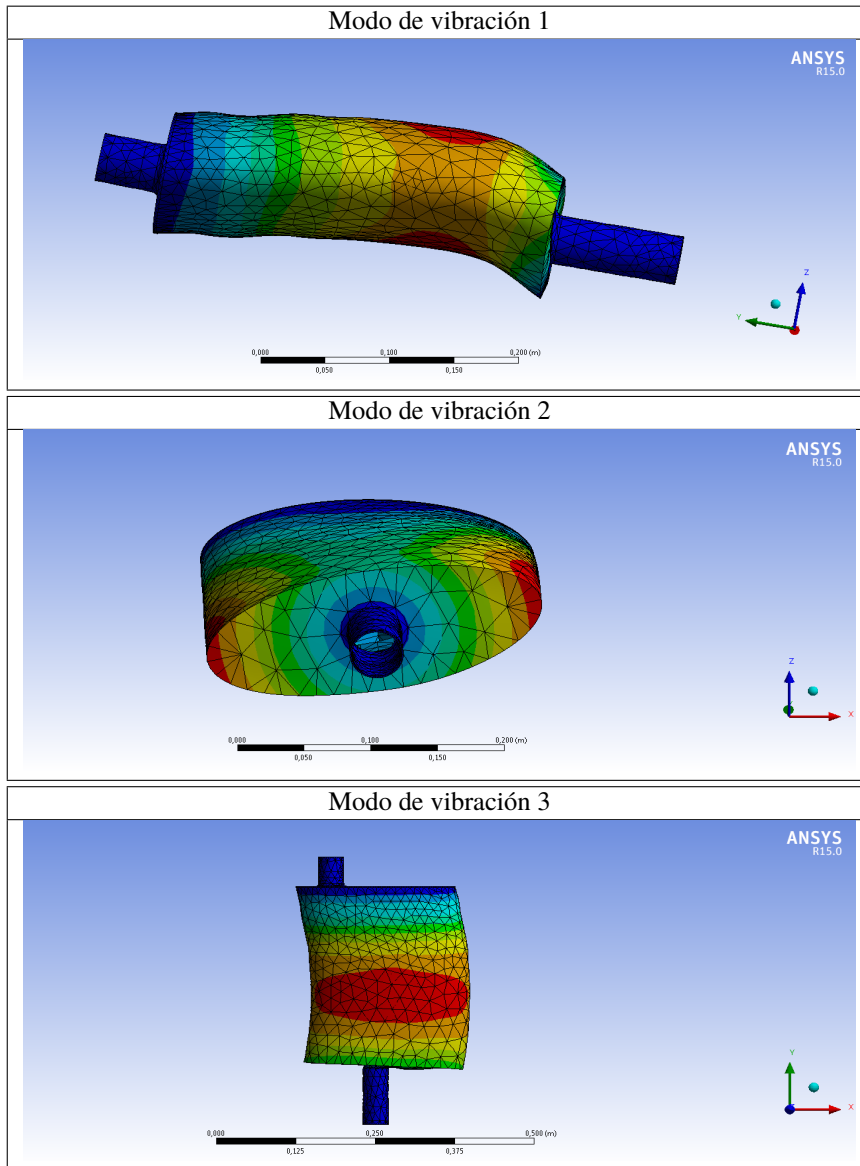 Modo de vibración 1
ANSYS
R15.0
Z
Y
0,000 0,100 0,200 (m)
0,050 0,150
Modo de vibración 2
ANSYS
R15.0
Z
X
0,000 0,100 0,200 (m)
0,050 0,150
Modo de vibración 3
ANSYS
R15.0
Y
X
0,000 0,250 0,500 (m)
0,125 0,375